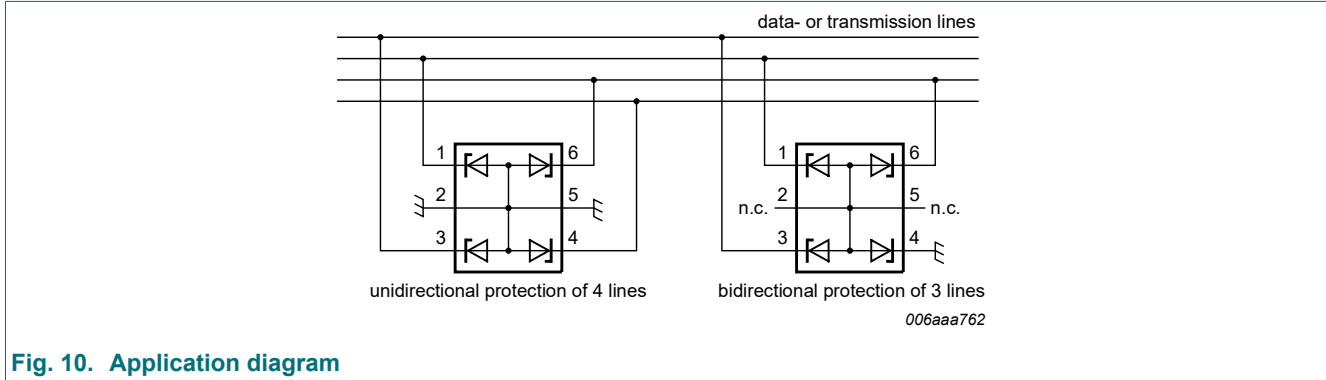 data- or transmission lines
1
6
2
5
3
4
unidirectional protection of 4 lines
1
6
n.c.
2
5
n.c.
3
4
bidirectional protection of 3 lines
006aaa762
Fig. 10. Application diagram